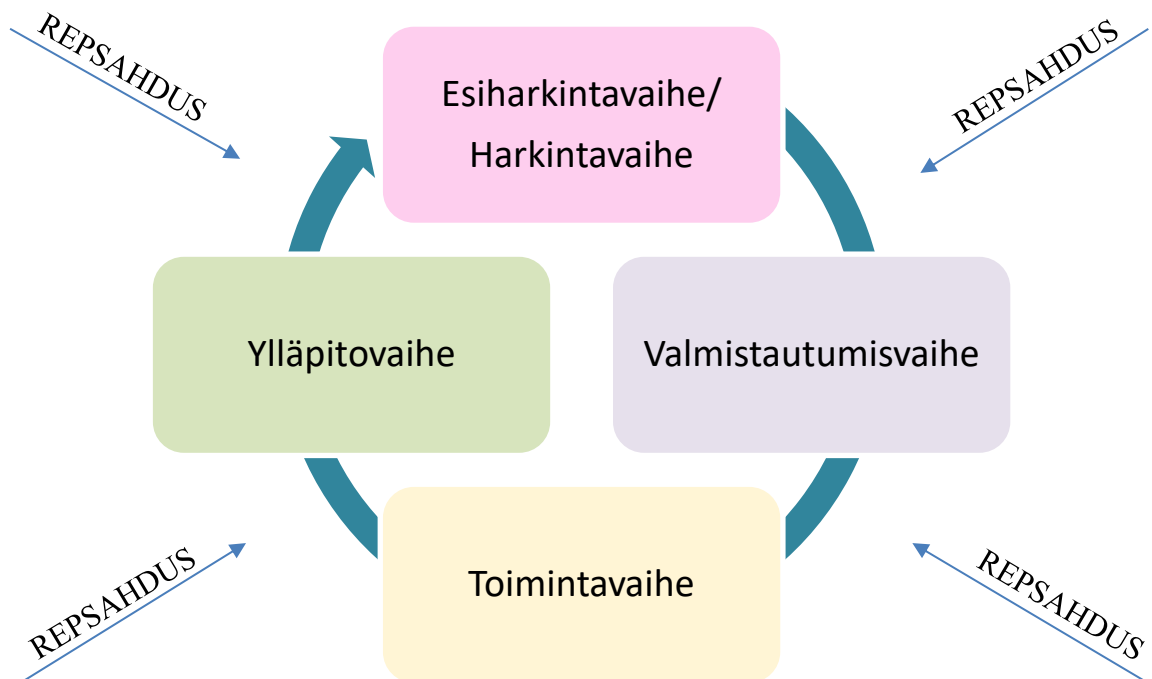 REPSAHDUS
REPSAHDUS
Esiharkintavaihe/
Harkintavaihe
Ylläpitovaihe
Valmistautumisvaihe
Toimintavaihe
REPSAHDUS
REPSAHDUS